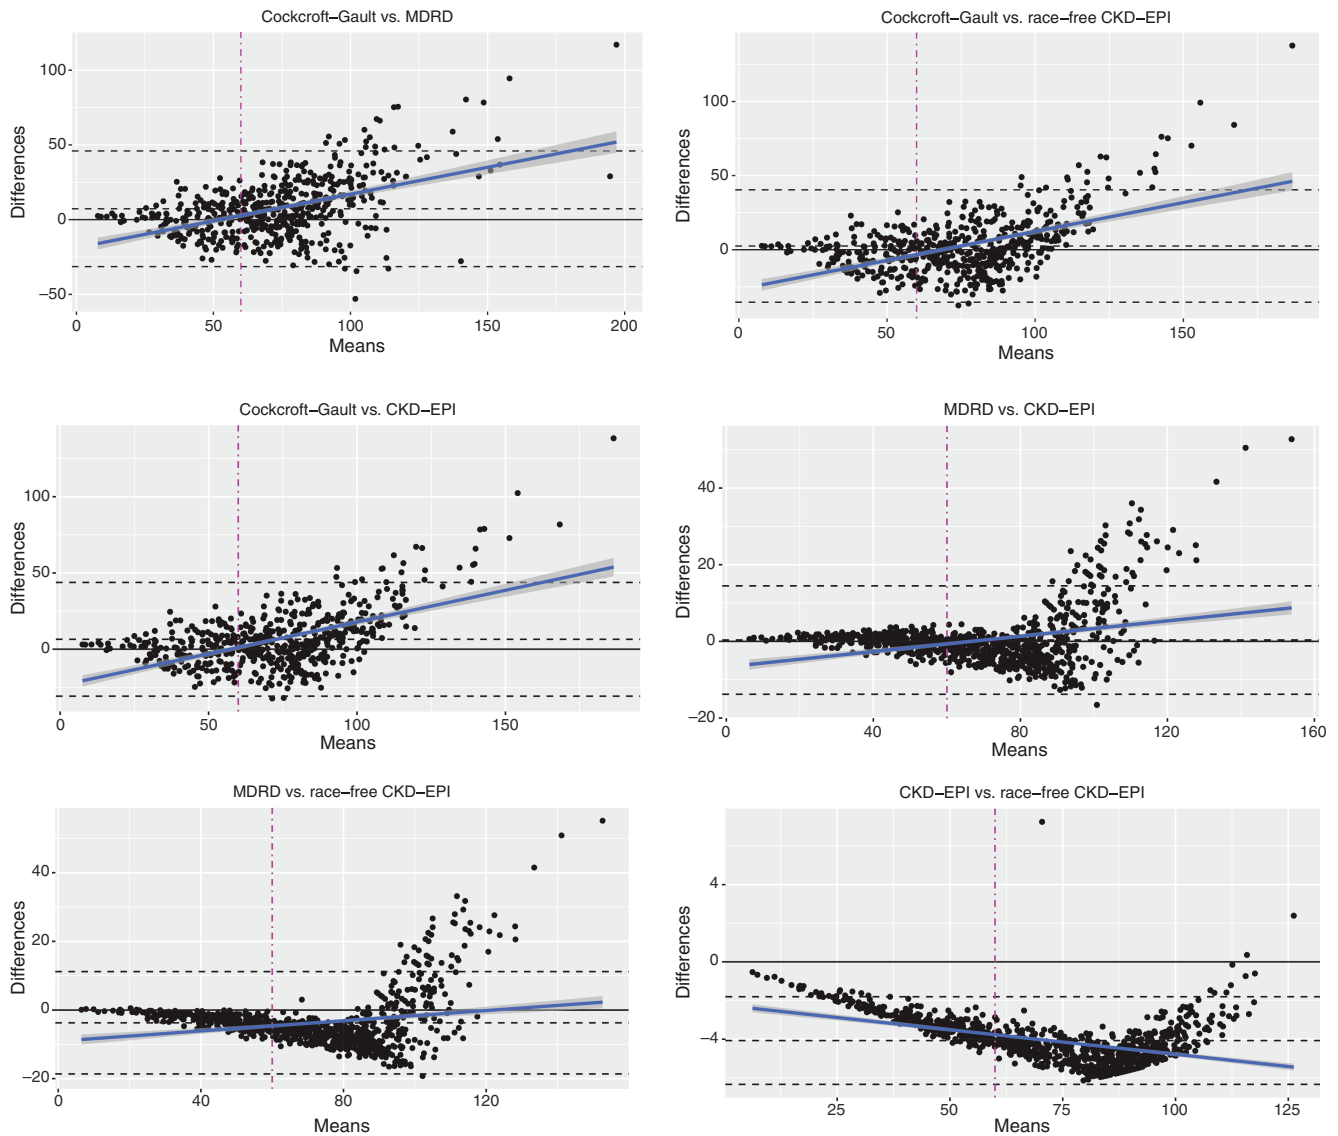 Cockcroft–Gault vs. MDRD
Differences
100
50
0
–50
0 50 100 150 200
Means
Cockcroft–Gault vs. race–free CKD–EPI
Differences
100
50
0
0 50 100 150
Means
Cockcroft–Gault vs. CKD–EPI
Differences
100
50
0
0 50 100 150
Means
MDRD vs. CKD–EPI
Differences
40
20
0
–20
0 40 80 120 160
Means
MDRD vs. race–free CKD–EPI
Differences
40
20
0
–20
0 40 80 120
Means
CKD–EPI vs. race–free CKD–EPI
Differences
4
0
–4
25 50 75 100 125
Means